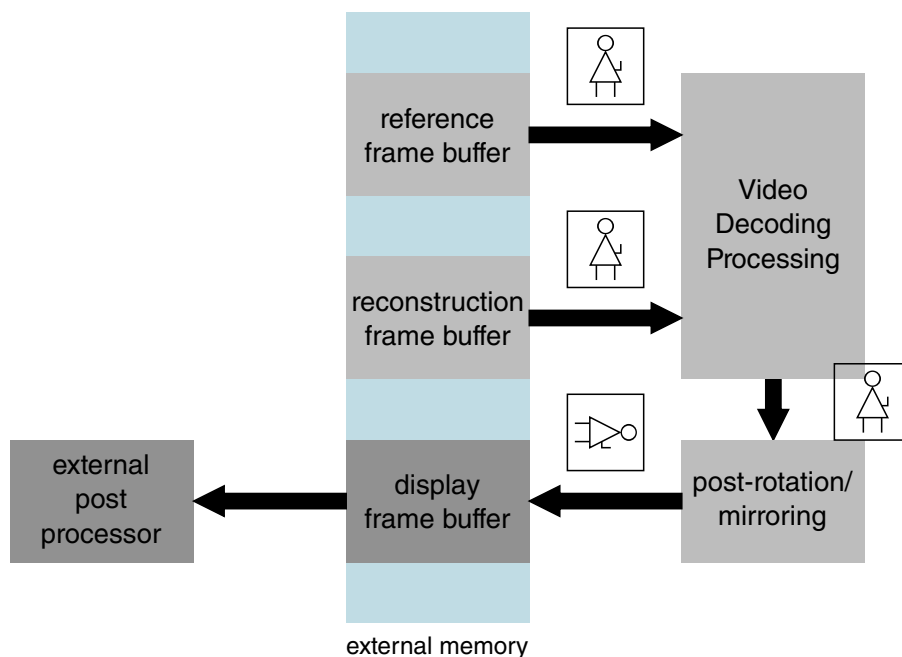 reference
frame buffer
Video
Decoding
Processing
reconstruction
frame buffer
external
post
processor
display
frame buffer
post-rotation/
mirroring
external memory